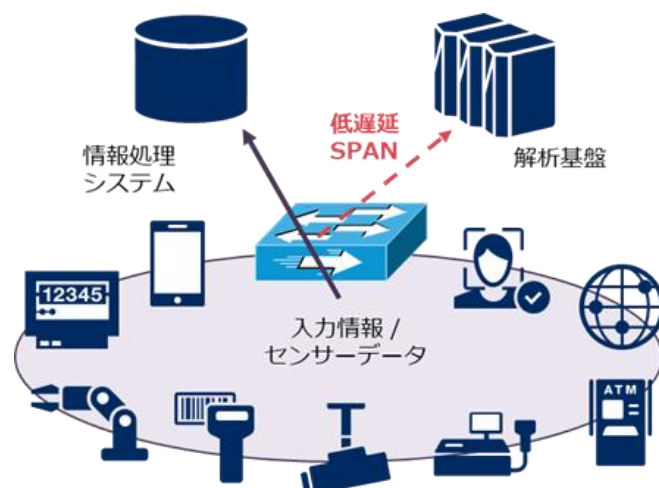 低遅延
SPAN
情報処理
システム
解析基盤
12345
入力情報 /
センサーデータ
ATM